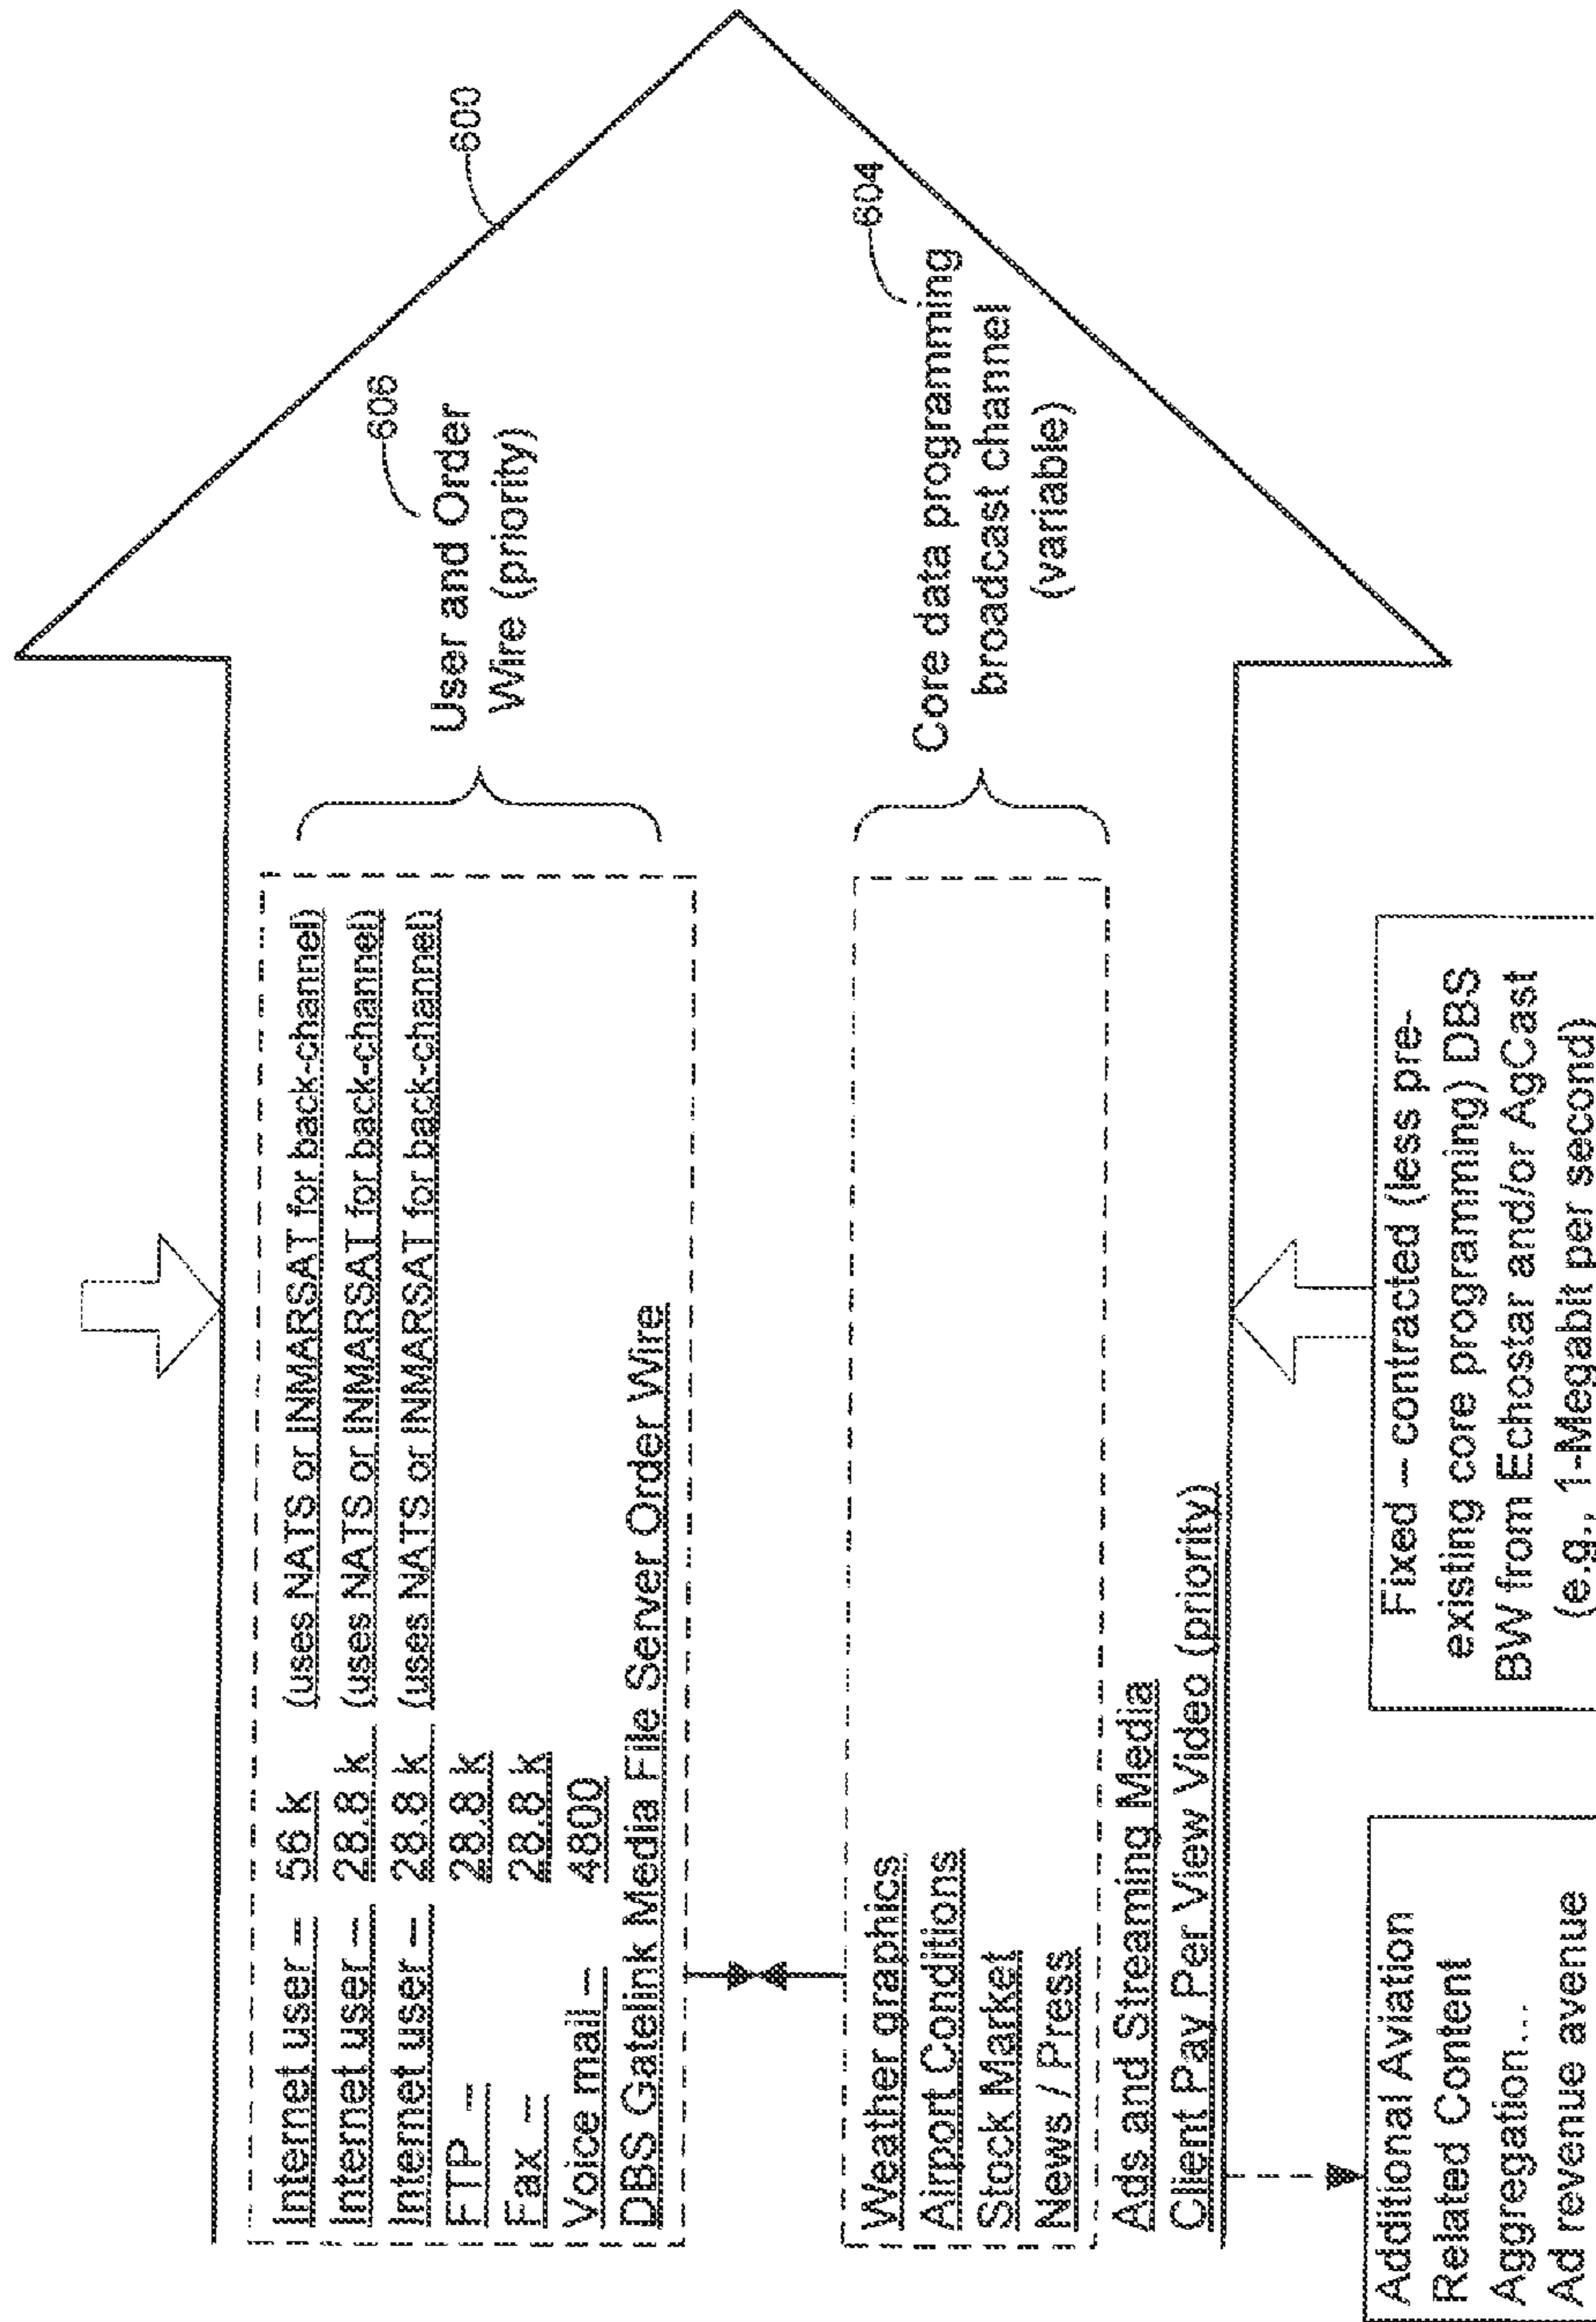 600
Internet user – 56 k (uses NATS or INMARSAT for back-channel)
Internet user – 28.8 k (uses NATS or INMARSAT for back-channel)
Internet user – 28.8 k (uses NATS or INMARSAT for back-channel)
FTP – 28.8 k
Fax – 28.8 k
Voice mail – 4800
DBS Gatelink Media File Server Order Wire
606
User and Order
Wire (priority)
Weather graphics
Airport Conditions
Stock Market
News / Press
604
Core data programming
broadcast channel
(variable)
Ads and Streaming Media
Client Pay Per View Video (priority)
Additional Aviation
Related Content
Aggregation...
Ad revenue avenue
Fixed – contracted (less pre-
existing core programming) DBS
BW from Echostar and/or AgCast
(e.g., 1-Megabit per second)